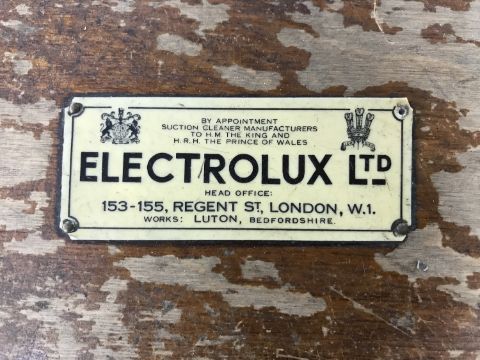 BY APPOINTMENT
SUCTION CLEANER MANUFACTURERS
TO H.M. THE KING AND
H.R.H. THE PRINCE OF WALES
ELECTROLUX LTD
HEAD OFFICE:
153-155, REGENT ST, LONDON, W.1.
WORKS: LUTON, BEDFORDSHIRE.